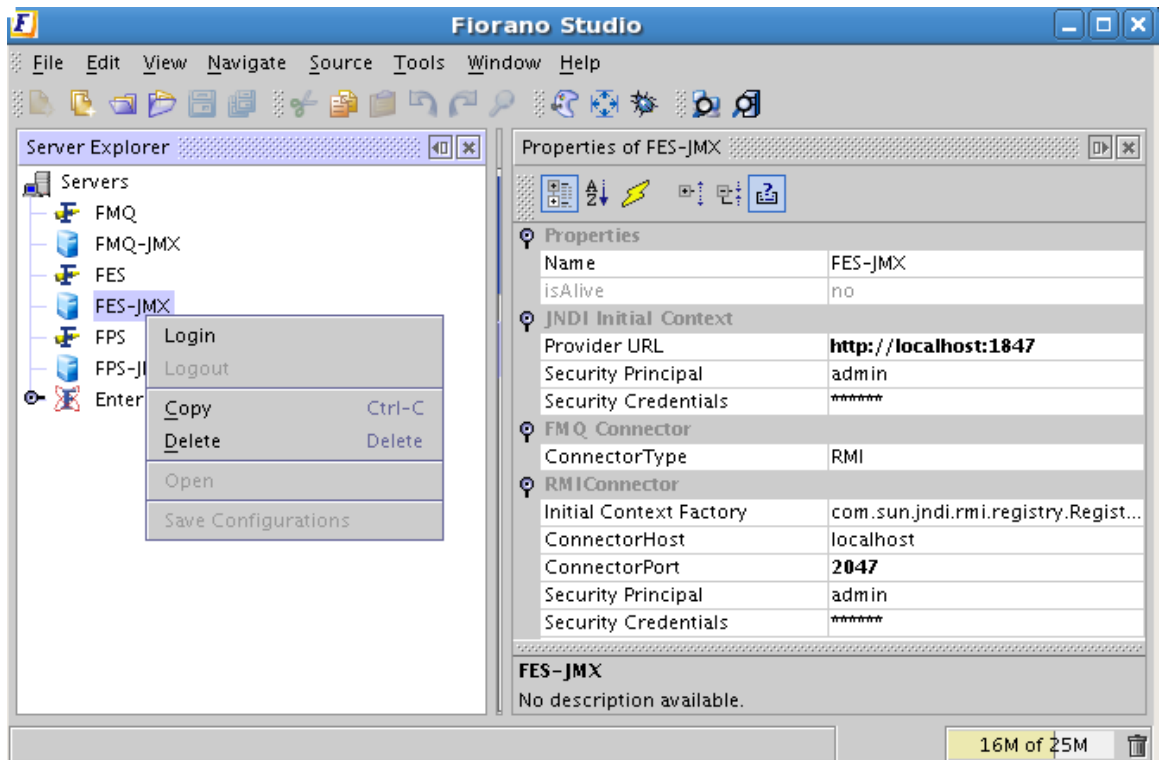 Fiorano Studio
File Edit View Navigate Source Tools Window Help
Server Explorer
Servers
FMQ
FMQ-JMX
FES
FES-JMX
FPS
FPS-J
Enter
Login
Logout
Copy Ctrl-C
Delete Delete
Open
Save Configurations
Properties of FES-JMX
Properties
Name FES-JMX
isAlive no
JNDI Initial Context
Provider URL http://localhost:1847
Security Principal admin
Security Credentials ******
FMQ Connector
ConnectorType RMI
RMIConnector
Initial Context Factory com.sun.jndi.rmi.registry.Regist...
ConnectorHost localhost
ConnectorPort 2047
Security Principal admin
Security Credentials ******
FES-JMX
No description available.
16M of 25M